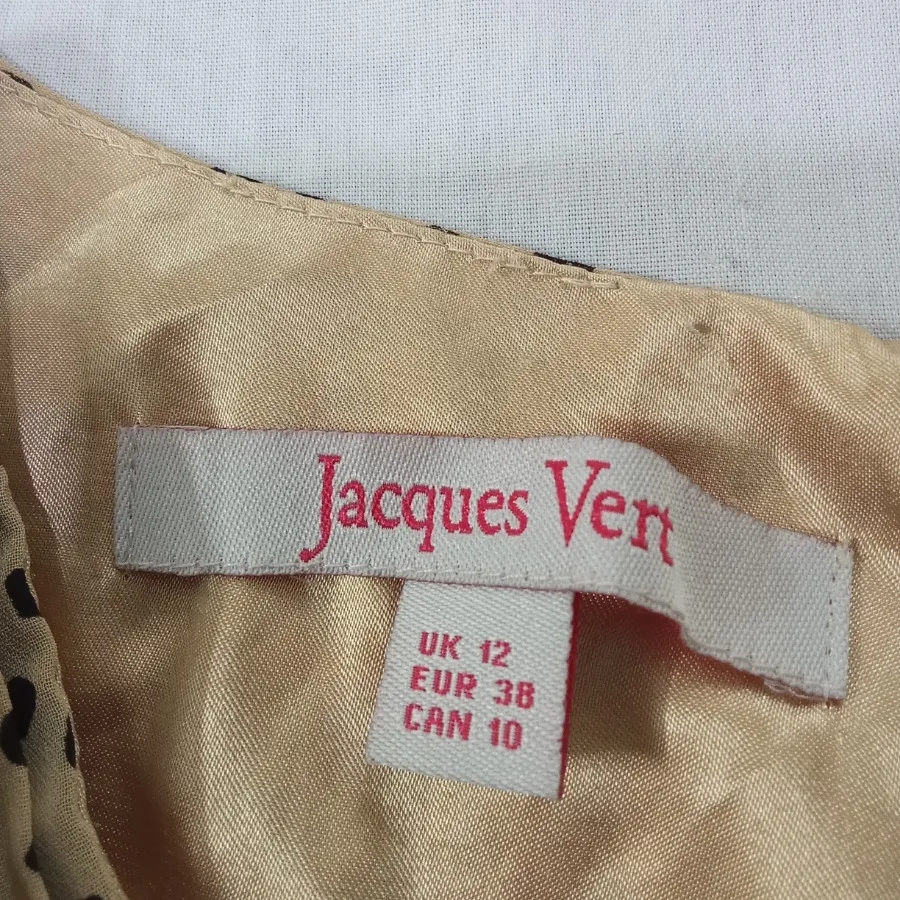 Jacques Vert
UK 12
EUR 38
CAN 10